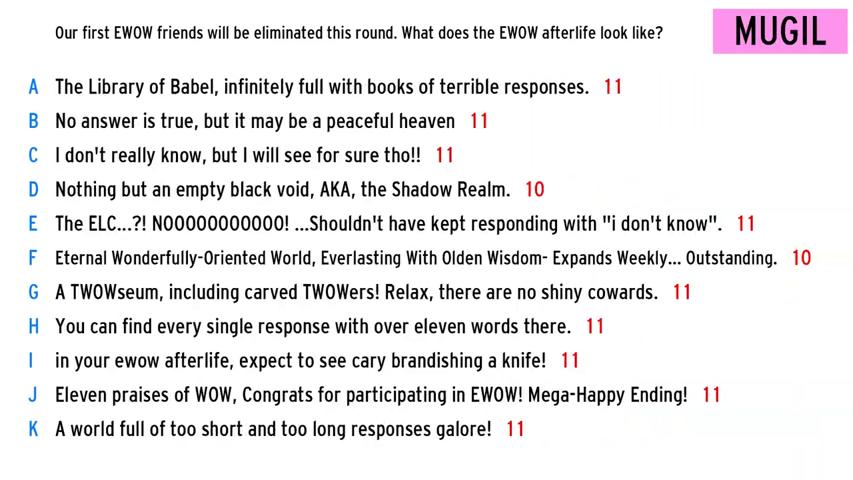 Our first EWOW friends will be eliminated this round. What does the EWOW afterlife look like?
MUGIL
A The Library of Babel, infinitely full with books of terrible responses. 11
B No answer is true, but it may be a peaceful heaven 11
C I don't really know, but I will see for sure tho!! 11
D Nothing but an empty black void, AKA, the Shadow Realm. 10
E The ELC...?! NOOOOOOOOOOO! ...Shouldn't have kept responding with "i don't know". 11
F Eternal Wonderfully-Oriented World, Everlasting With Olden Wisdom- Expands Weekly... Outstanding. 10
G A TWOWseum, including carved TWOWers! Relax, there are no shiny cowards. 11
H You can find every single response with over eleven words there. 11
I in your ewow afterlife, expect to see cary brandishing a knife! 11
J Eleven praises of WOW, Congrats for participating in EWOW! Mega-Happy Ending! 11
K A world full of too short and too long responses galore! 11